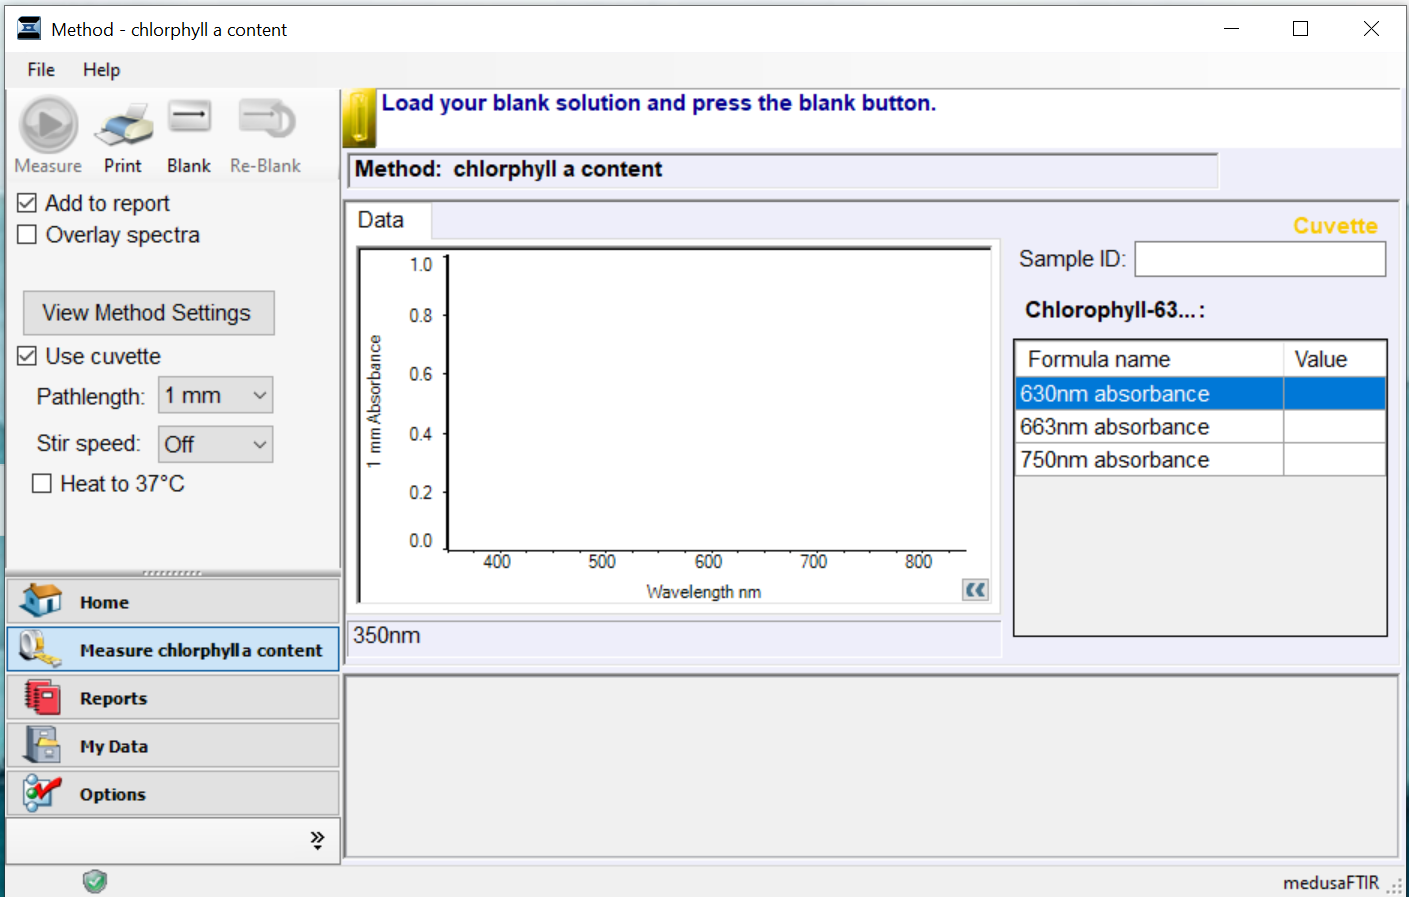 Method - chlorphyll a content
File Help
Measure Print Blank Re-Blank
Add to report
Overlay spectra
View Method Settings
Use cuvette
Pathlength: 1 mm
Stir speed: Off
Heat to 37°C
Home
Measure chlorphyll a content
Reports
My Data
Options
Load your blank solution and press the blank button.
Method: chlorphyll a content
Data
1.0
0.8
0.6
0.4
0.2
0.0
1 mm Absorbance
400 500 600 700 800
Wavelength nm
350nm
Cuvette
Sample ID:
Chlorophyll-63...:
Formula name Value
630nm absorbance
663nm absorbance
750nm absorbance
medusaFTIR